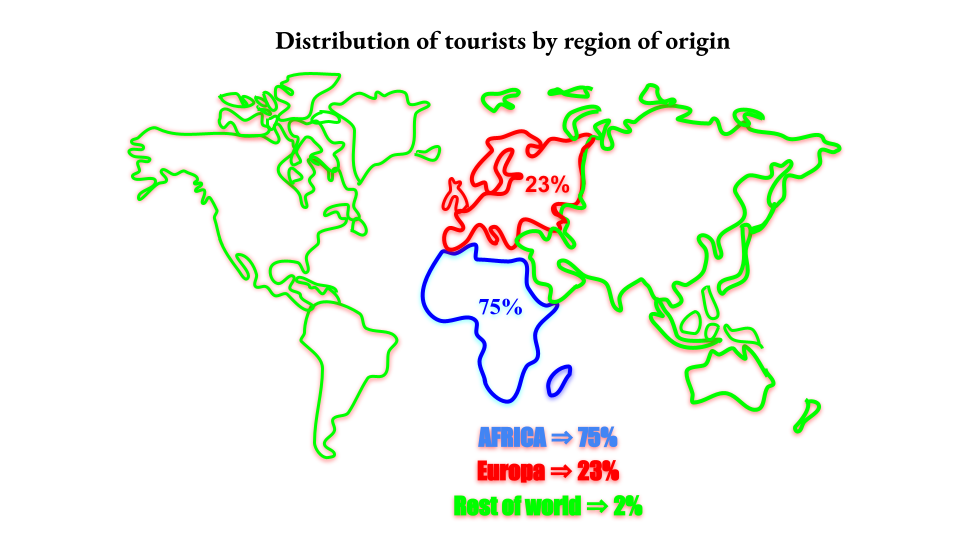 Distribution of tourists by region of origin
23%
75%
AFRICA ⇒ 75%
Europa ⇒ 23%
Rest of world ⇒ 2%